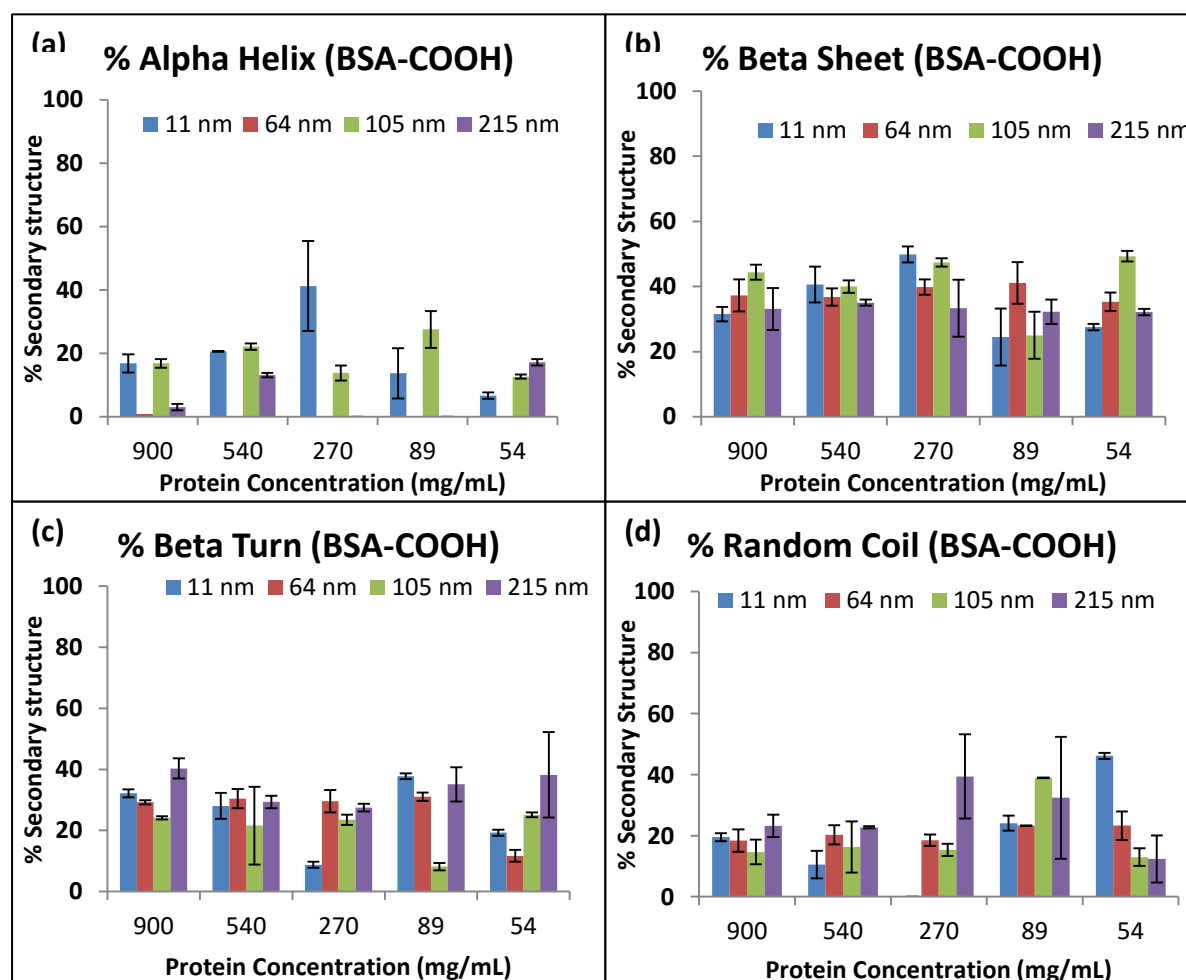 (a)
% Alpha Helix (BSA-COOH)
100
11 nm 64 nm 105 nm 215 nm
80
60
40
20
0
% Secondary structure
900 540 270 89 54
Protein Concentration (mg/mL)
(b)
% Beta Sheet (BSA-COOH)
100
11 nm 64 nm 105 nm 215 nm
80
60
40
20
0
% Secondary Structure
900 540 270 89 54
Protein Concentration (mg/mL)
(c)
% Beta Turn (BSA-COOH)
100
11 nm 64 nm 105 nm 215 nm
80
60
40
20
0
% Secondary structure
900 540 270 89 54
Protein Concentration (mg/mL)
(d)
% Random Coil (BSA-COOH)
100
11 nm 64 nm 105 nm 215 nm
80
60
40
20
0
% Secondary Structure
900 540 270 89 54
Protein Concentration (mg/mL)